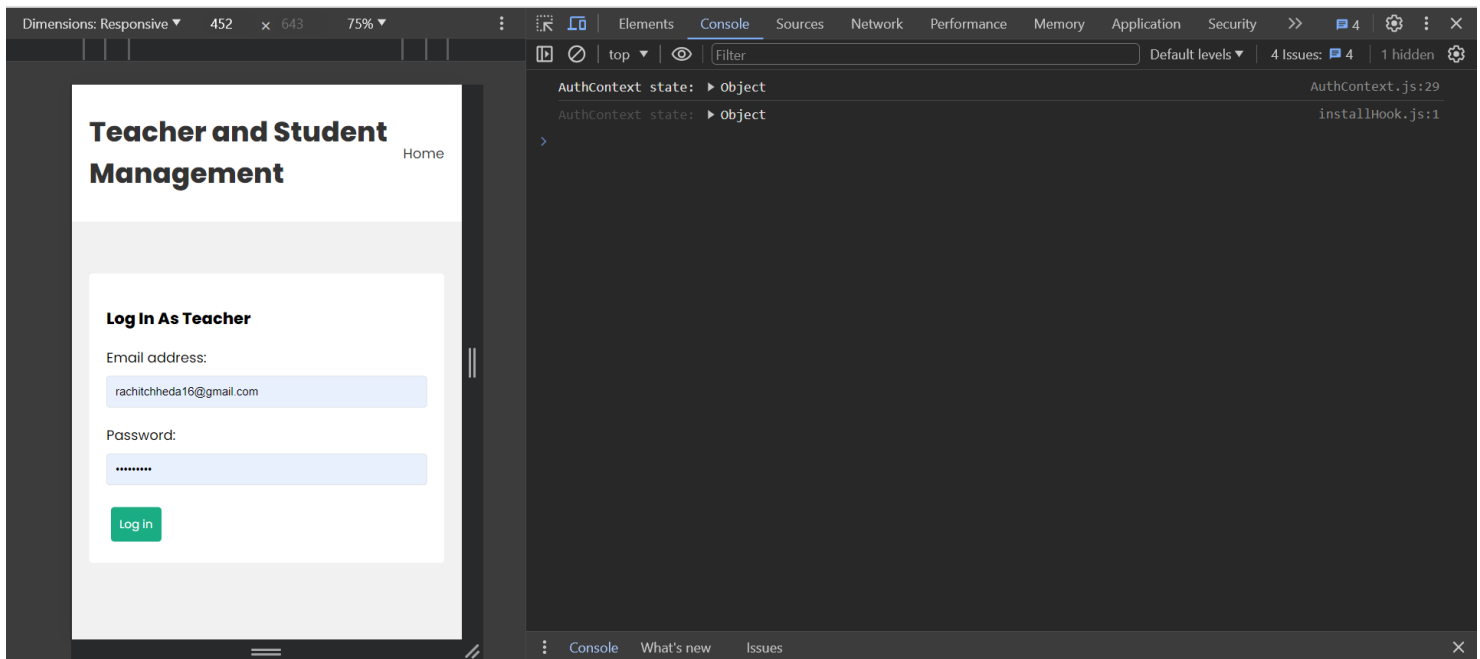 Dimensions: Responsive ▼ 452 × 643 75% ▼
Elements Console Sources Network Performance Memory Application Security >> 4
top ▼ Filter Default levels ▼ 4 Issues: 4 1 hidden
AuthContext state: ▶ Object AuthContext.js:29
AuthContext state: ▶ Object installHook.js:1
>
Teacher and Student
Management
Home
Log In As Teacher
Email address:
rachitchheda16@gmail.com
Password:
•••••••••
Log in
Console What's new Issues